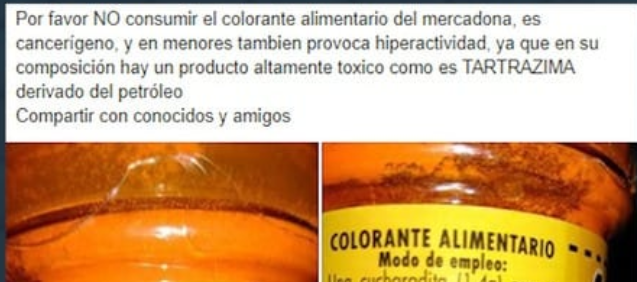 Por favor NO consumir el colorante alimentario del mercadona, es
cancerígeno, y en menores tambien provoca hiperactividad, ya que en su
composición hay un producto altamente toxico como es TARTRAZIMA
derivado del petróleo
Compartir con conocidos y amigos
COLORANTE ALIMENTARIO
Modo de empleo: